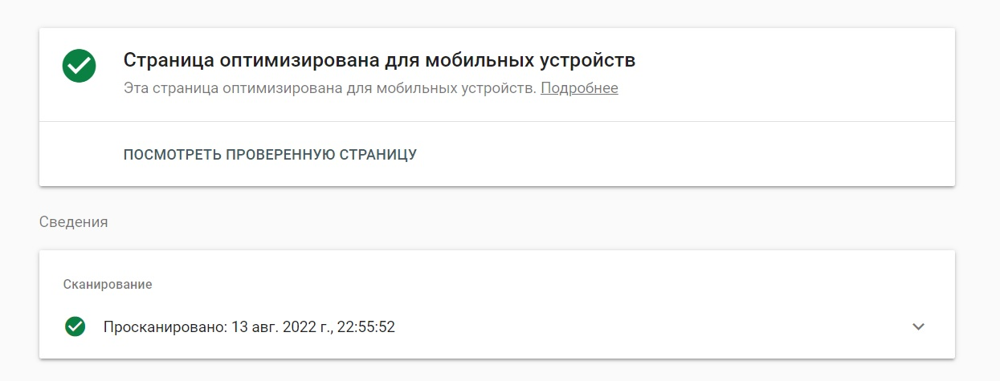 Страница оптимизирована для мобильных устройств
Эта страница оптимизирована для мобильных устройств. Подробнее
ПОСМОТРЕТЬ ПРОВЕРЕННУЮ СТРАНИЦУ
Сведения
Сканирование
Просканировано: 13 авг. 2022 г., 22:55:52